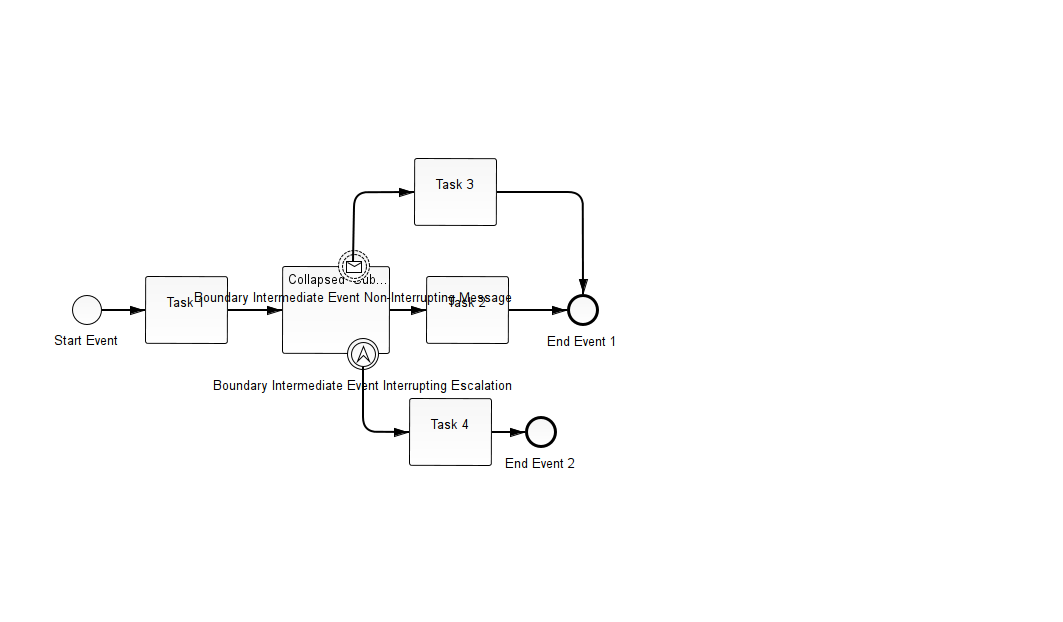 Task 3
Collapsed Sub...
Boundary Intermediate Event Non-Interrupting Message
Task 1
Task 2
Start Event
End Event 1
Boundary Intermediate Event Interrupting Escalation
Task 4
End Event 2